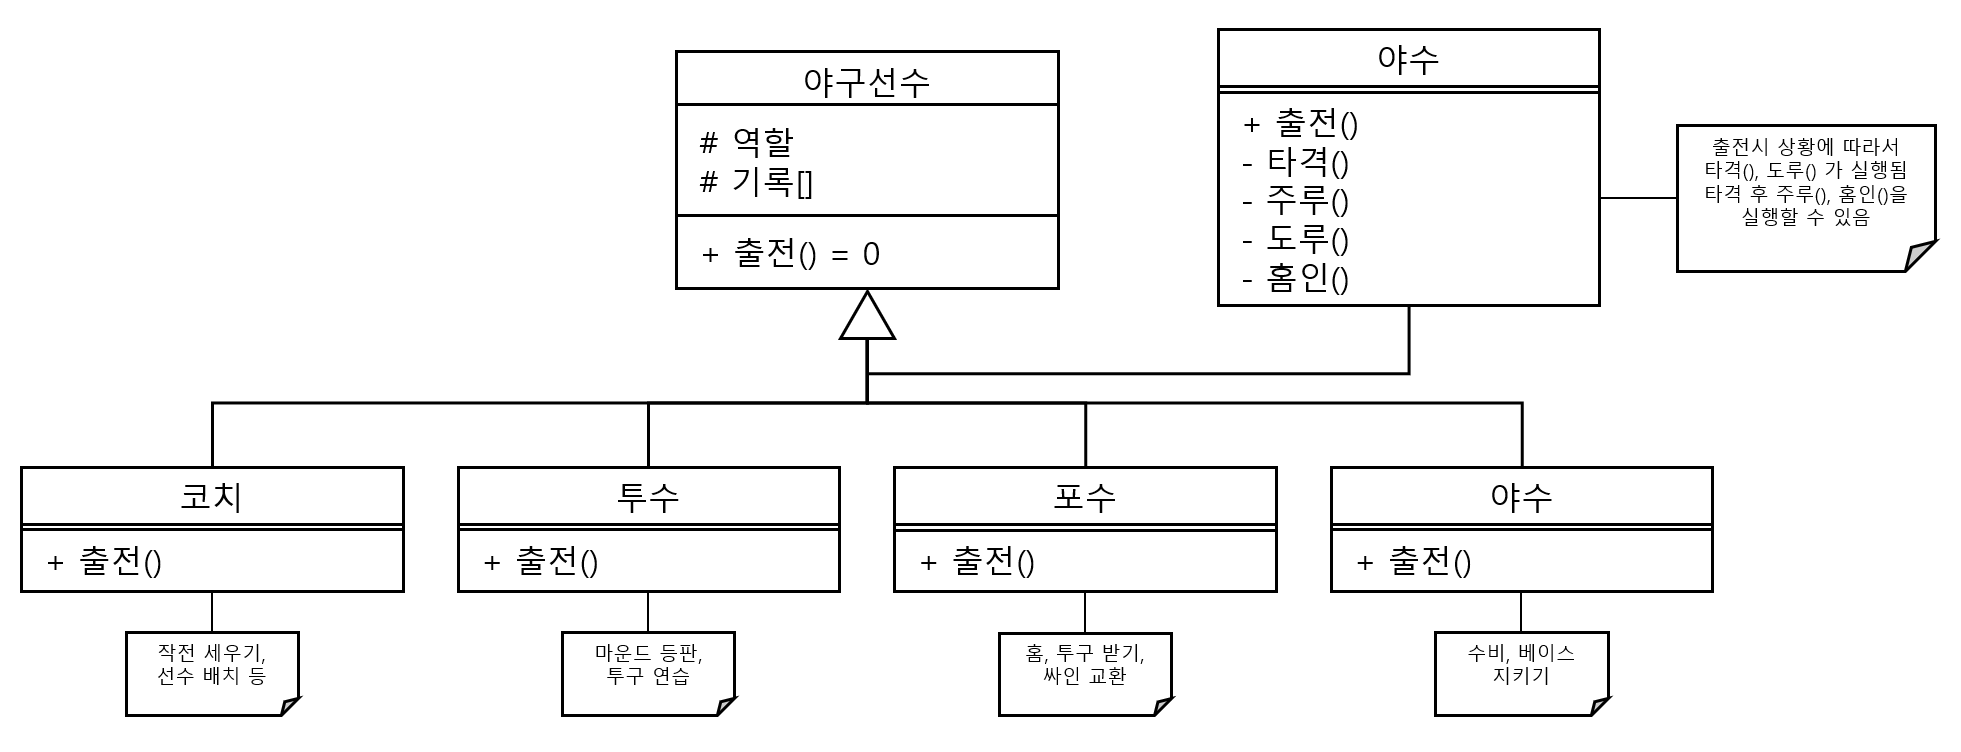 야구선수
# 역할
# 기록[]
+ 출전() = 0
야수
+ 출전()
- 타격()
- 주루()
- 도루()
- 홈인()
출전시 상황에 따라서
타격(), 도루() 가 실행됨
타격 후 주루(), 홈인()을
실행할 수 있음
코치
+ 출전()
작전 세우기,
선수 배치 등
투수
+ 출전()
마운드 등판,
투구 연습
포수
+ 출전()
홈, 투구 받기,
싸인 교환
야수
+ 출전()
수비, 베이스
지키기